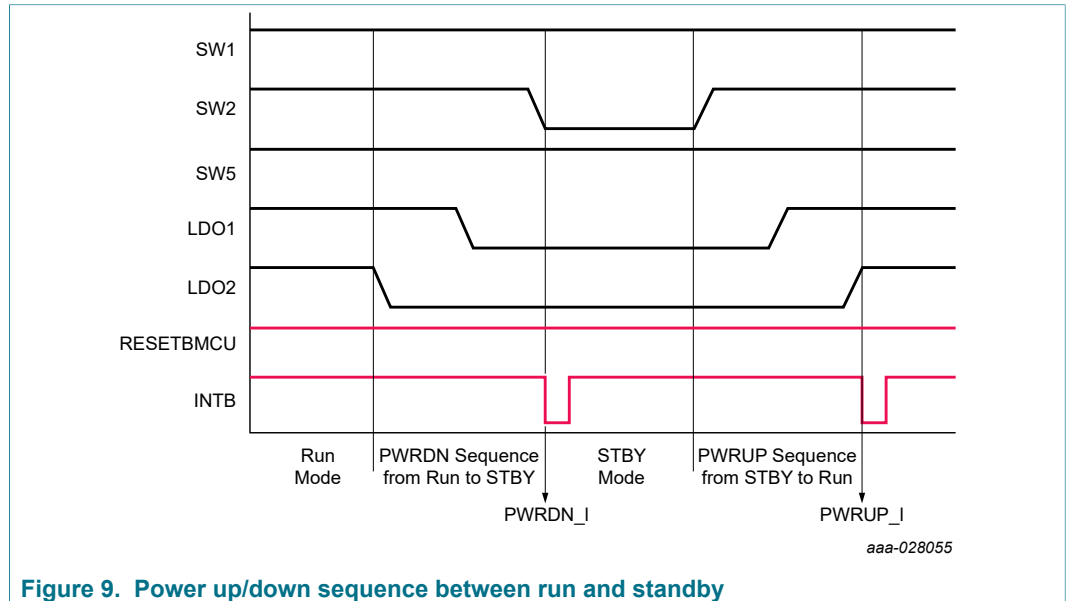 SW1
SW2
SW5
LDO1
LDO2
RESETBMCU
INTB
Run
Mode
PWRDN Sequence
from Run to STBY
STBY
Mode
PWRUP Sequence
from STBY to Run
PWRDN_I
PWRUP_I
aaa-028055
Figure 9. Power up/down sequence between run and standby